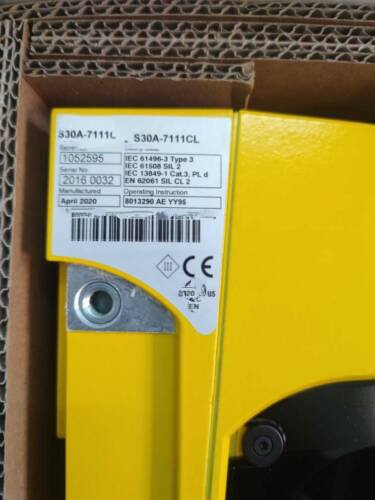 S30A-7111C S30A-7111CL
1052595
IEC 61496-3 Type 3
IEC 61508 SIL 2
Serial No
IEC 13849-1 Cat.3, PL d
2016 0032
EN 62061 SIL CL 2
Manufactured
Operating Instruction
April 2020
8013290 AE YY95
CE
US
EN